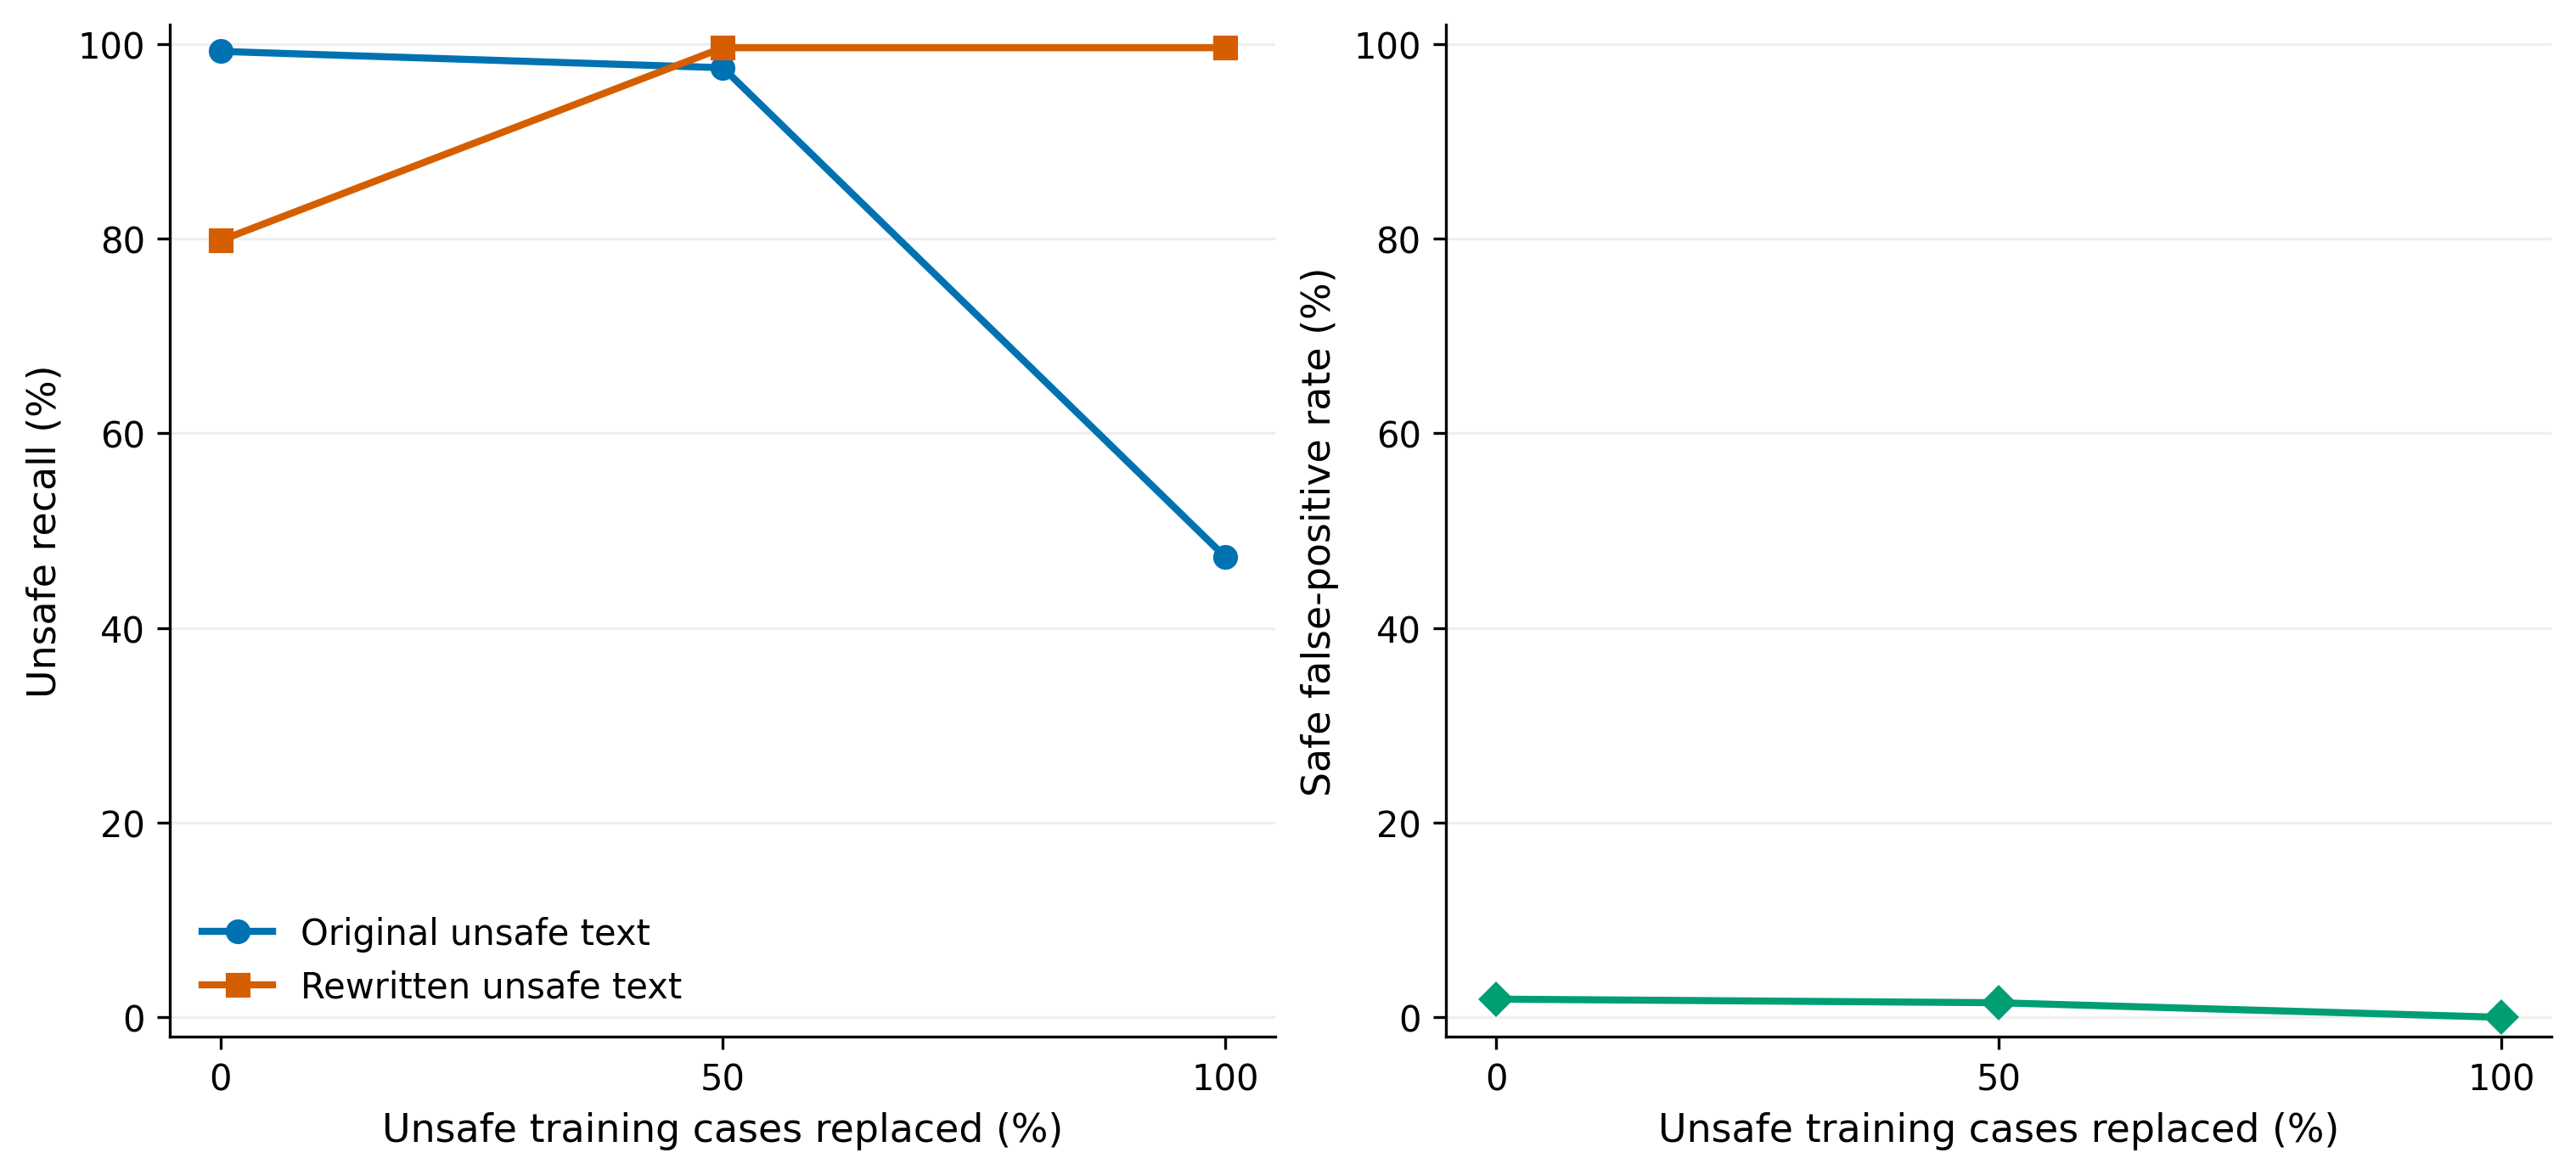 Unsafe recall (%)
100
80
60
40
20
0
Original unsafe text
Rewritten unsafe text
0 50 100
Unsafe training cases replaced (%)
Safe false-positive rate (%)
100
80
60
40
20
0
0 50 100
Unsafe training cases replaced (%)